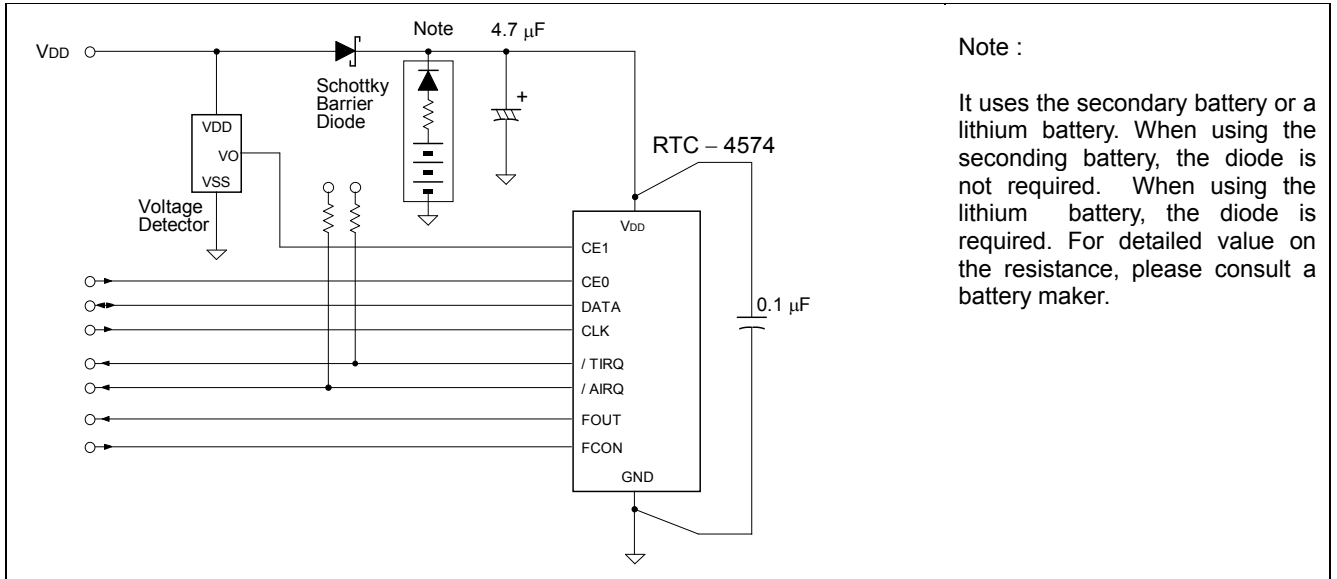 Note
4.7 μF
VDD
Schottky
Barrier
Diode
+
VDD
VO
VSS
Voltage
Detector
RTC – 4574
VDD
CE1
CE0
DATA
CLK
/ TIRQ
/ AIRQ
FOUT
FCON
GND
0.1 μF
Note :
It uses the secondary battery or a
lithium battery. When using the
seconding battery, the diode is
not required. When using the
lithium battery, the diode is
required. For detailed value on
the resistance, please consult a
battery maker.